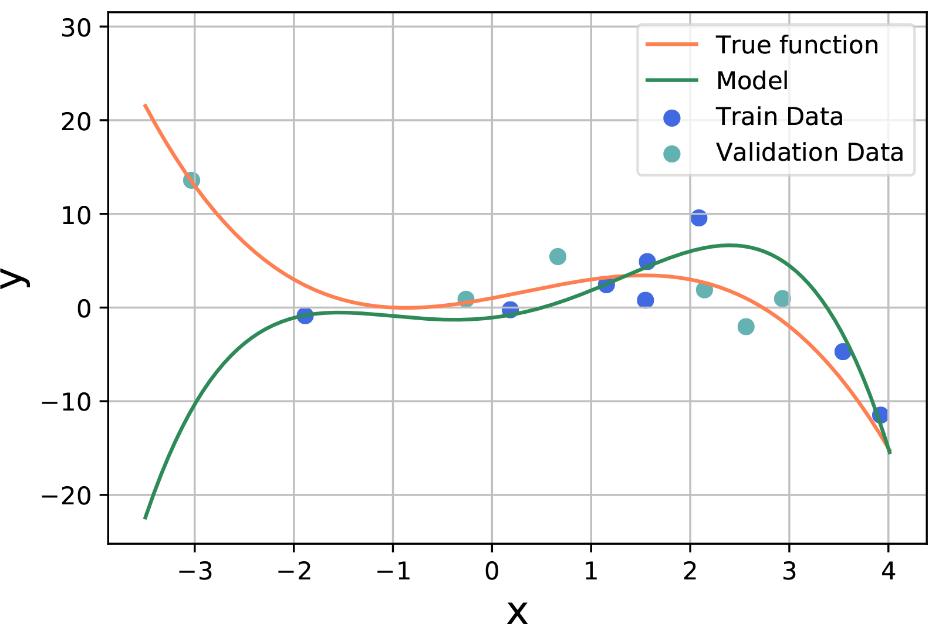 30
20
10
0
−10
−20
y
True function
Model
Train Data
Validation Data
−3 −2 −1 0 1 2 3 4
x